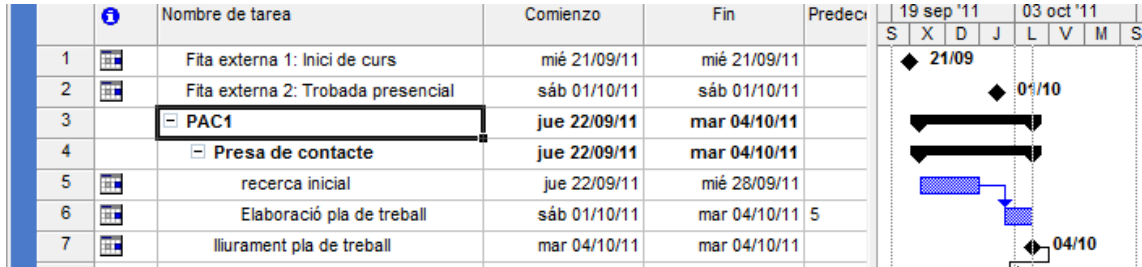 Nombre de tarea Comienzo Fin Predece 19 sep '11 03 oct '11
S X D J L V M S
1 Fita externa 1: Inici de curs mié 21/09/11 mié 21/09/11 21/09
2 Fita externa 2: Trobada presencial sáb 01/10/11 sáb 01/10/11 01/10
3 PAC1 jue 22/09/11 mar 04/10/11
4 Presa de contacte jue 22/09/11 mar 04/10/11
5 recerca inicial jue 22/09/11 mié 28/09/11
6 Elaboració pla de treball sáb 01/10/11 mar 04/10/11 5
7 lliurament pla de treball mar 04/10/11 mar 04/10/11 04/10